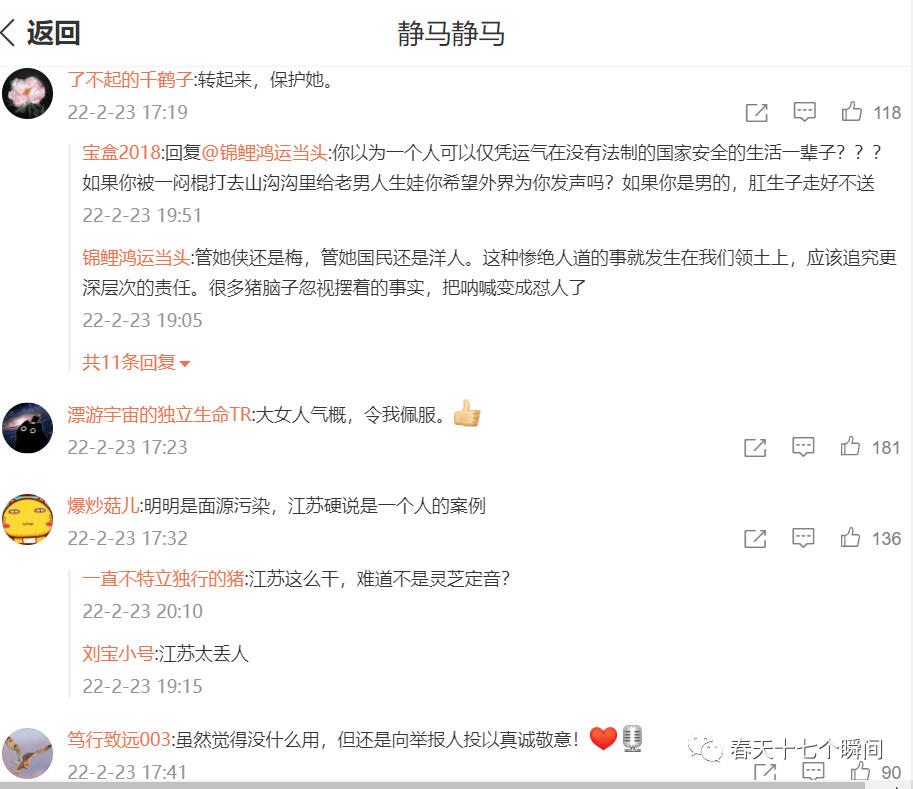 返回
静马静马
了不起的千鹤子:转起来，保护她。
22-2-23 17:19
118
宝盒2018:回复@锦鲤鸿运当头:你以为一个人可以仅凭运气在没有法制的国家安全的生活一辈子？？？
如果你被一闷棍打去山沟沟里给老男人生娃你希望外界为你发声吗？如果你是男的，肛生子走好不送
22-2-23 19:51
锦鲤鸿运当头:管她侠还是梅，管她国民还是洋人。这种惨绝人道的事就发生在我们领土上，应该追究更
深层次的责任。很多猪脑子忽视摆着的事实，把呐喊变成怼人了
22-2-23 19:05
共11条回复
漂游宇宙的独立生命TR:大女人气概，令我佩服。👍
22-2-23 17:23
181
爆炒菇儿:明明是面源污染，江苏硬说是一个人的案例
22-2-23 17:32
136
一直不特立独行的猪:江苏这么干，难道不是灵芝定音？
22-2-23 20:10
刘宝小号:江苏太丢人
22-2-23 19:15
笃行致远003:虽然觉得没什么用，但还是向举报人投以真诚敬意！❤️🎙️
春天十七个瞬间
22-2-23 17:41
90